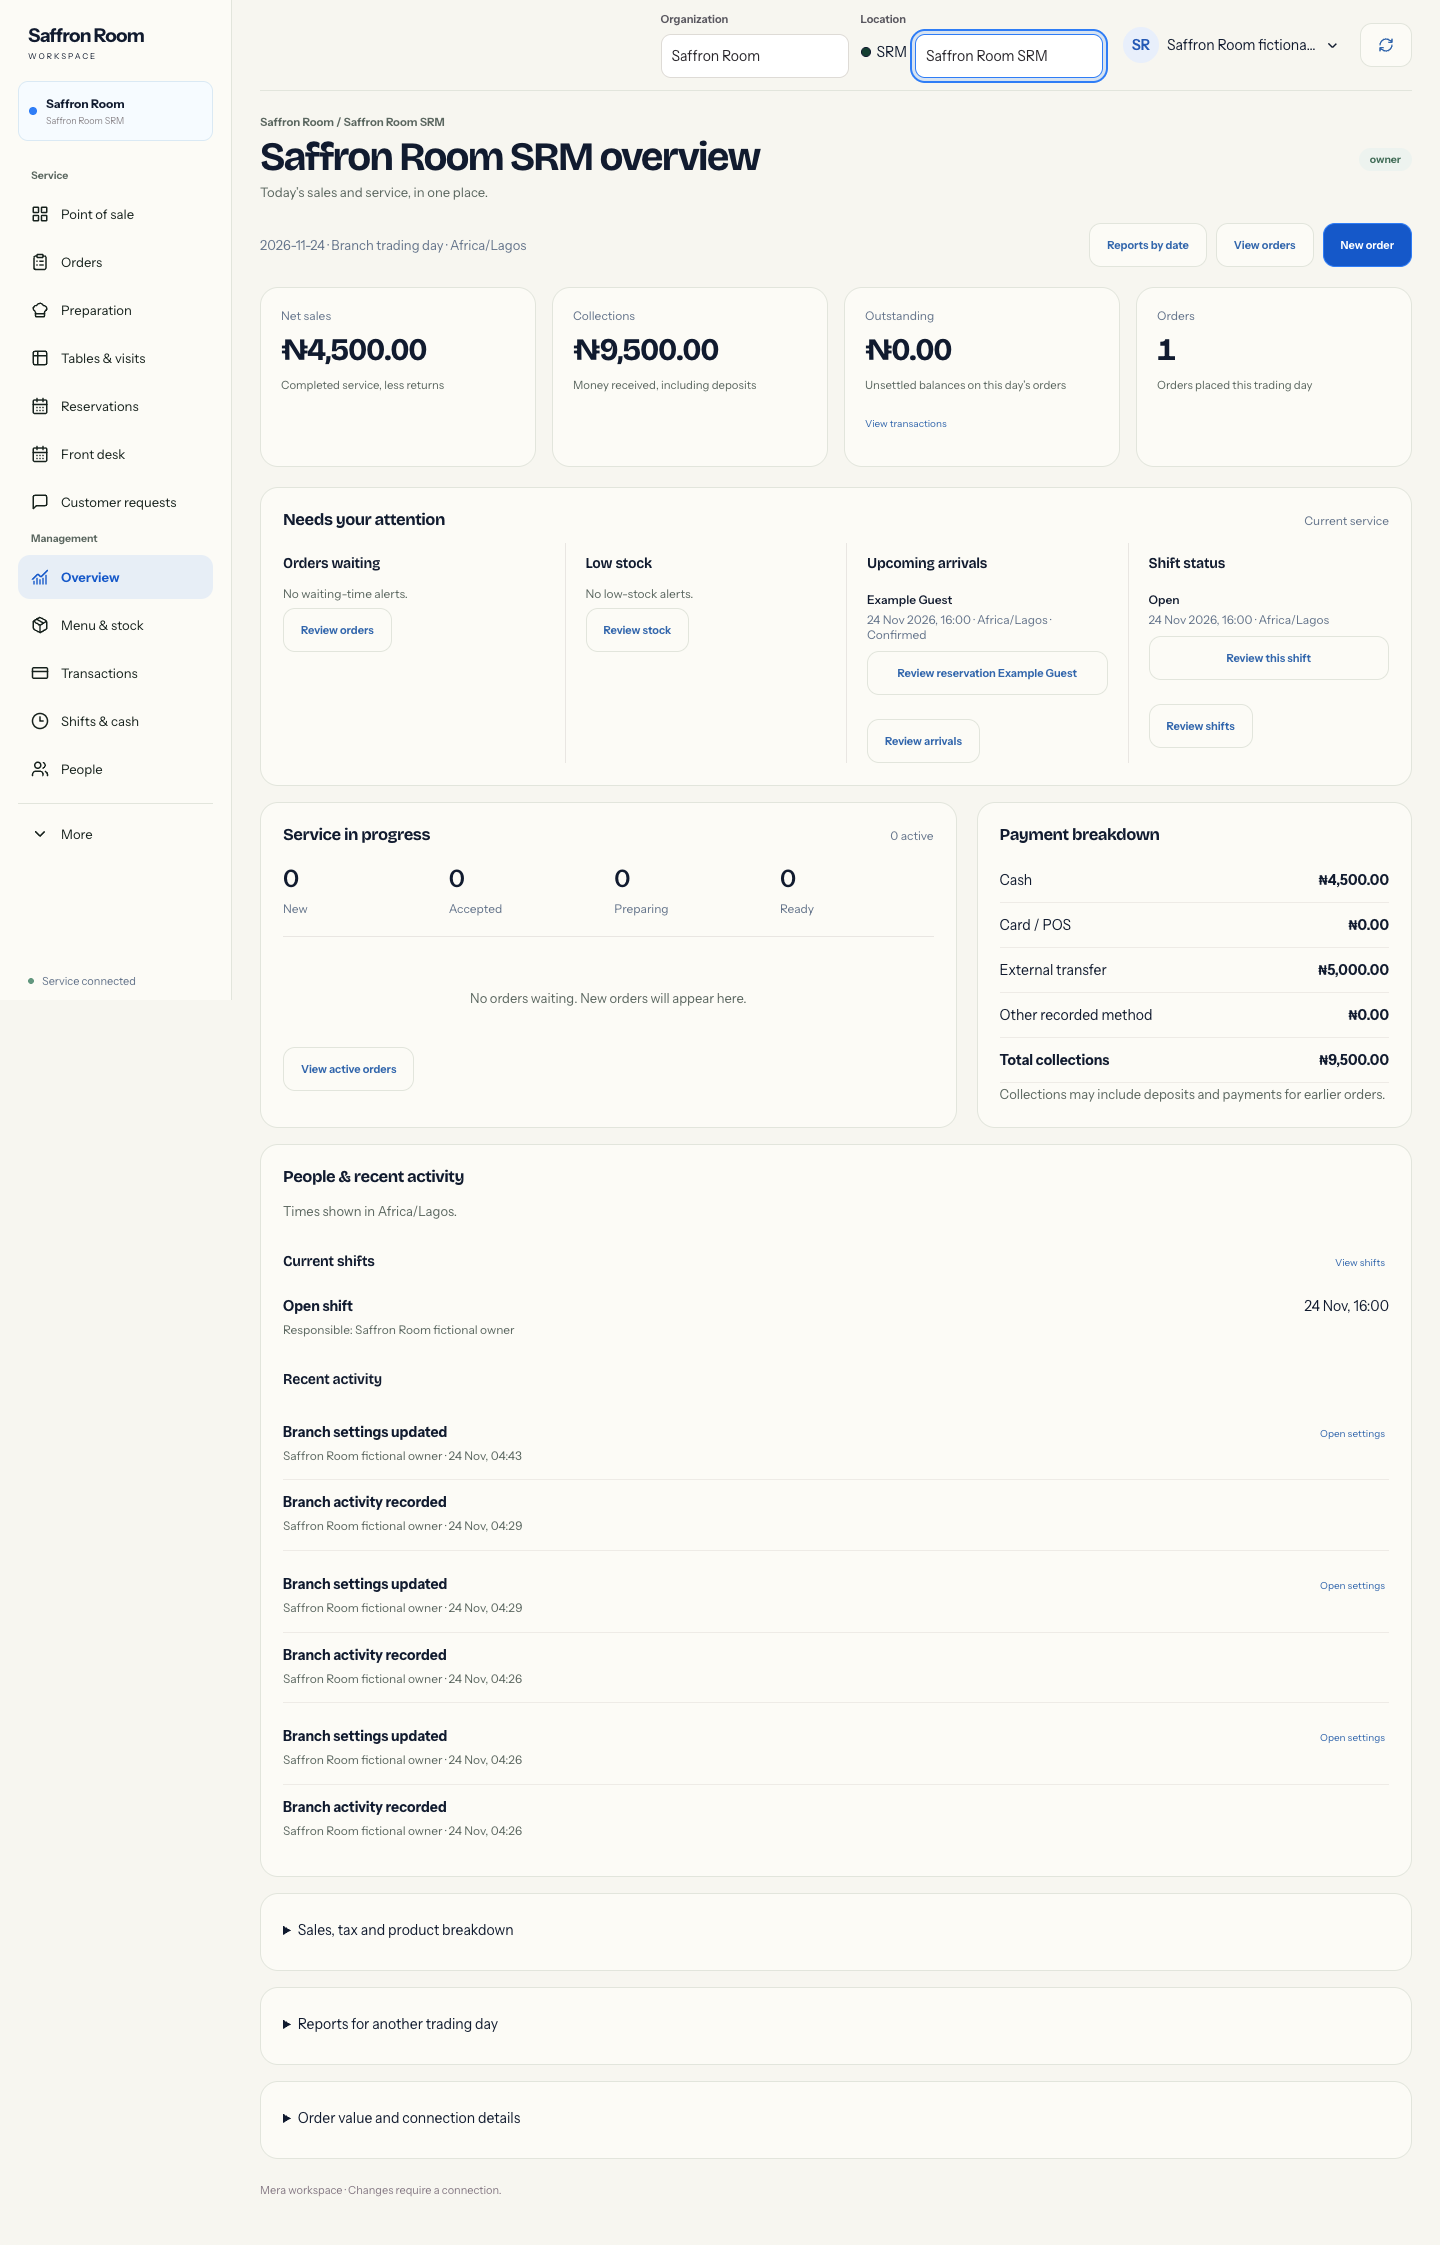 Saffron Room
WORKSPACE
Saffron Room
Saffron Room SRM
Service
Point of sale
Orders
Preparation
Tables & visits
Reservations
Front desk
Customer requests
Management
Overview
Menu & stock
Transactions
Shifts & cash
People
More
Service connected
Organization
Saffron Room
Location
SRM
Saffron Room SRM
SR
Saffron Room fictiona...
Saffron Room / Saffron Room SRM
Saffron Room SRM overview
owner
Today's sales and service, in one place.
2026-11-24 · Branch trading day · Africa/Lagos
Reports by date
View orders
New order
Net sales
₦4,500.00
Completed service, less returns
Collections
₦9,500.00
Money received, including deposits
Outstanding
₦0.00
Unsettled balances on this day's orders
View transactions
Orders
1
Orders placed this trading day
Needs your attention
Current service
Orders waiting
No waiting-time alerts.
Review orders
Low stock
No low-stock alerts.
Review stock
Upcoming arrivals
Example Guest
24 Nov 2026, 16:00 · Africa/Lagos ·
Confirmed
Review reservation Example Guest
Review arrivals
Shift status
Open
24 Nov 2026, 16:00 · Africa/Lagos
Review this shift
Review shifts
Service in progress
0 active
0
New
0
Accepted
0
Preparing
0
Ready
No orders waiting. New orders will appear here.
View active orders
Payment breakdown
Cash ₦4,500.00
Card / POS ₦0.00
External transfer ₦5,000.00
Other recorded method ₦0.00
Total collections ₦9,500.00
Collections may include deposits and payments for earlier orders.
People & recent activity
Times shown in Africa/Lagos.
Current shifts
View shifts
Open shift
24 Nov, 16:00
Responsible: Saffron Room fictional owner
Recent activity
Branch settings updated
Open settings
Saffron Room fictional owner · 24 Nov, 04:43
Branch activity recorded
Saffron Room fictional owner · 24 Nov, 04:29
Branch settings updated
Open settings
Saffron Room fictional owner · 24 Nov, 04:29
Branch activity recorded
Saffron Room fictional owner · 24 Nov, 04:26
Branch settings updated
Open settings
Saffron Room fictional owner · 24 Nov, 04:26
Branch activity recorded
Saffron Room fictional owner · 24 Nov, 04:26
Sales, tax and product breakdown
Reports for another trading day
Order value and connection details
Mera workspace · Changes require a connection.